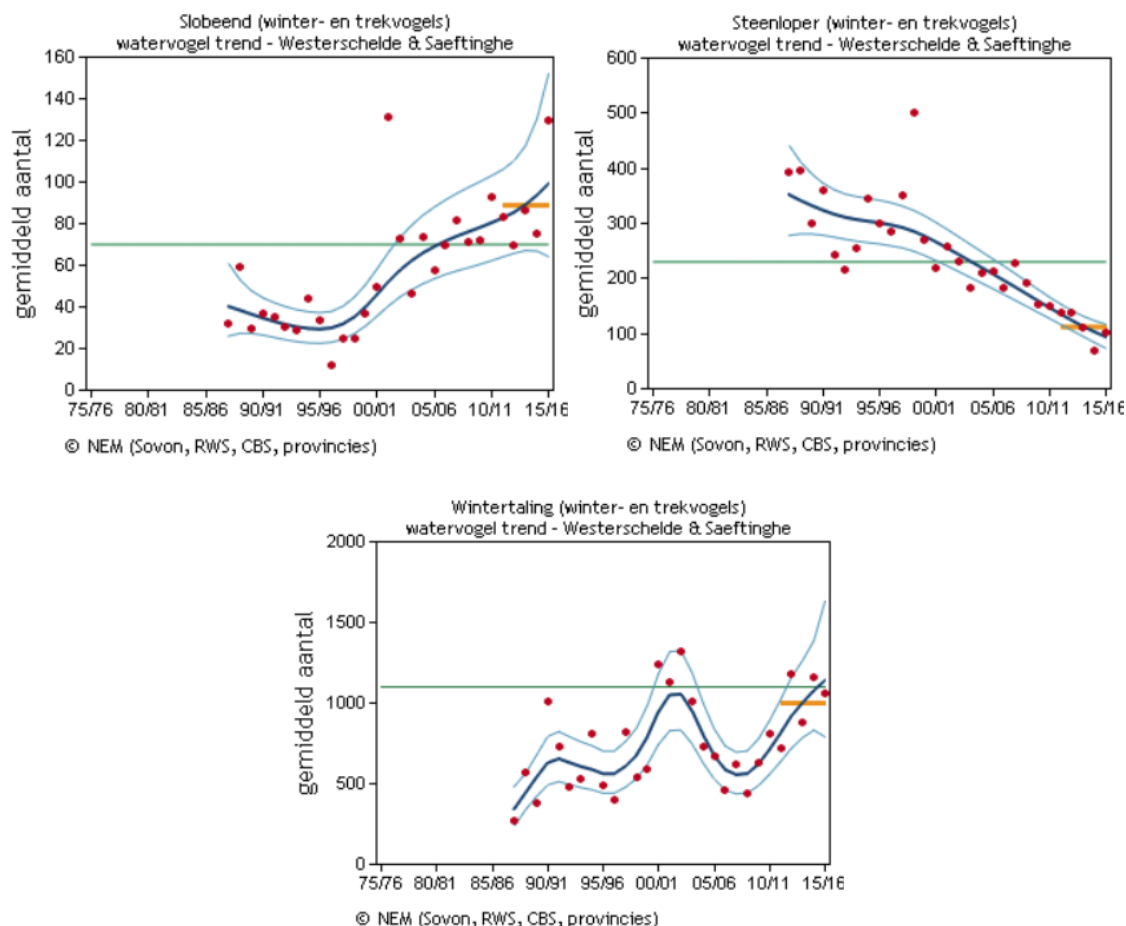 Slobeend (winter- en trekvogels)
watervogel trend - Westerschelde & Saeftinghe
gemiddeld aantal
160
140
120
100
80
60
40
20
0
75/76 80/81 85/86 90/91 95/96 00/01 05/06 10/11 15/16
© NEM (Sovon, RWS, CBS, provincies)
Steenloper (winter- en trekvogels)
watervogel trend - Westerschelde & Saeftinghe
gemiddeld aantal
600
500
400
300
200
100
0
75/76 80/81 85/86 90/91 95/96 00/01 05/06 10/11 15/16
© NEM (Sovon, RWS, CBS, provincies)
Wintertaling (winter- en trekvogels)
watervogel trend - Westerschelde & Saeftinghe
gemiddeld aantal
2000
1500
1000
500
0
75/76 80/81 85/86 90/91 95/96 00/01 05/06 10/11 15/16
© NEM (Sovon, RWS, CBS, provincies)